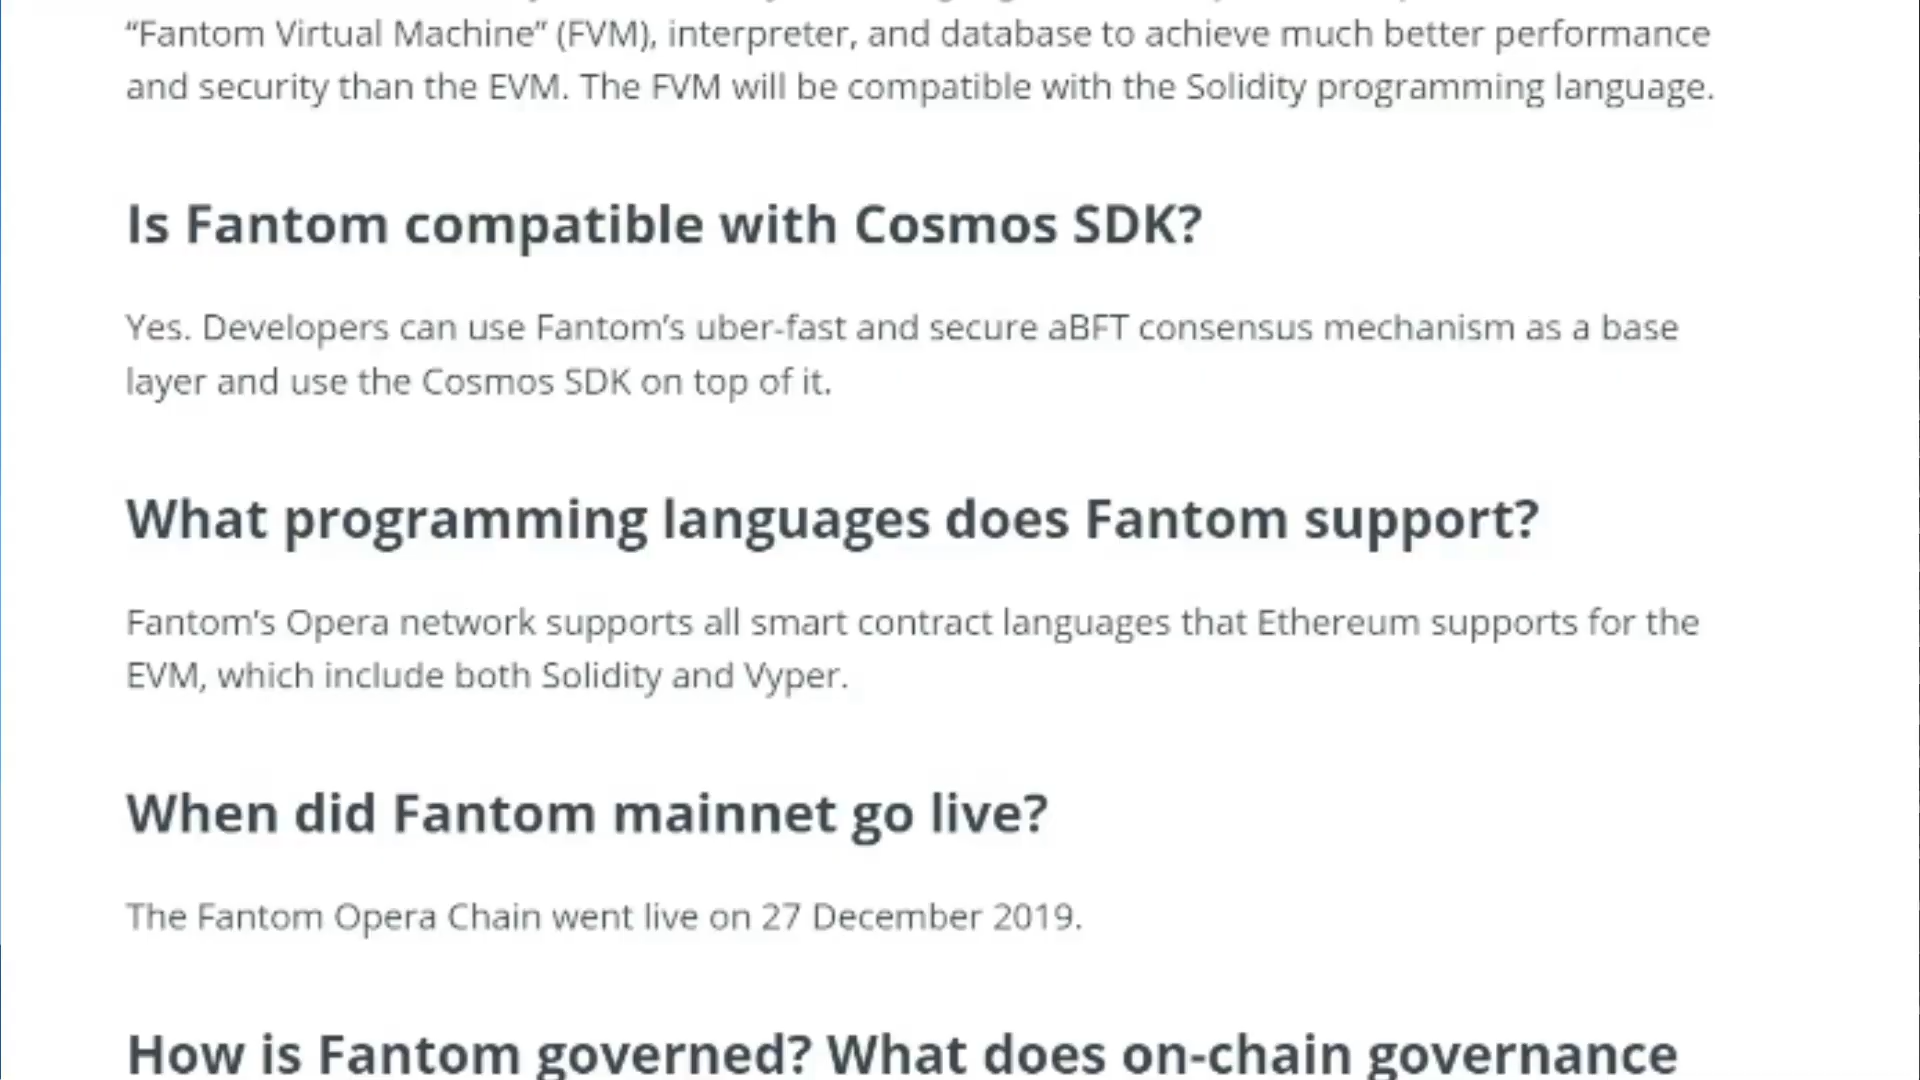 “Fantom Virtual Machine” (FVM), interpreter, and database to achieve much better performance
and security than the EVM. The FVM will be compatible with the Solidity programming language.
Is Fantom compatible with Cosmos SDK?
Yes. Developers can use Fantom’s uber-fast and secure aBFT consensus mechanism as a base
layer and use the Cosmos SDK on top of it.
What programming languages does Fantom support?
Fantom’s Opera network supports all smart contract languages that Ethereum supports for the
EVM, which include both Solidity and Vyper.
When did Fantom mainnet go live?
The Fantom Opera Chain went live on 27 December 2019.
How is Fantom governed? What does on-chain governance